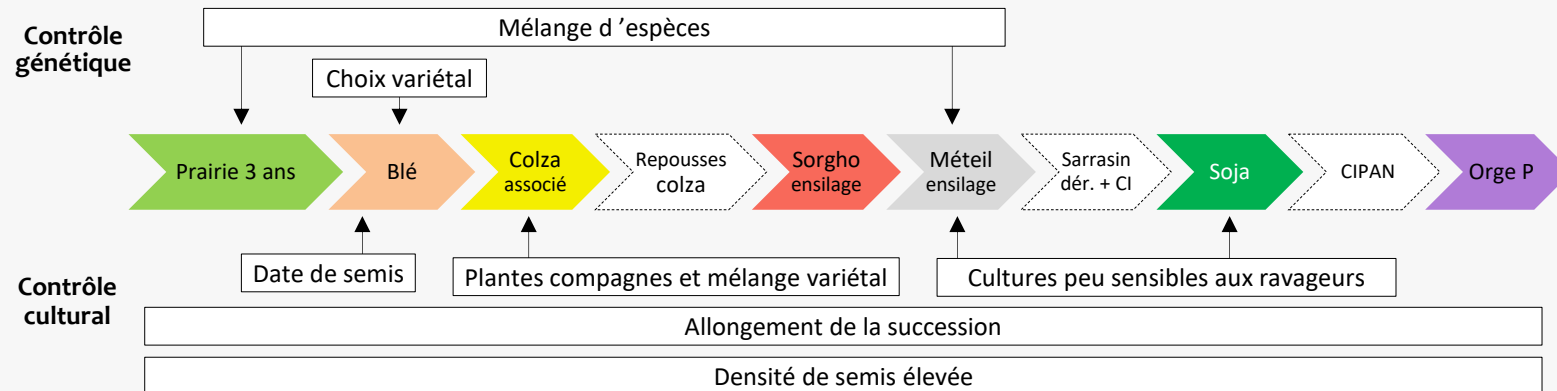 Contrôle
génétique
Mélange d ’espèces
Choix variétal
Prairie 3 ans
Blé
Colza
associé
Repousses
colza
Sorgho
ensilage
Méteil
ensilage
Sarrasin
dér. + CI
Soja
CIPAN
Orge P
Date de semis
Plantes compagnes et mélange variétal
Cultures peu sensibles aux ravageurs
Contrôle
cultural
Allongement de la succession
Densité de semis élevée